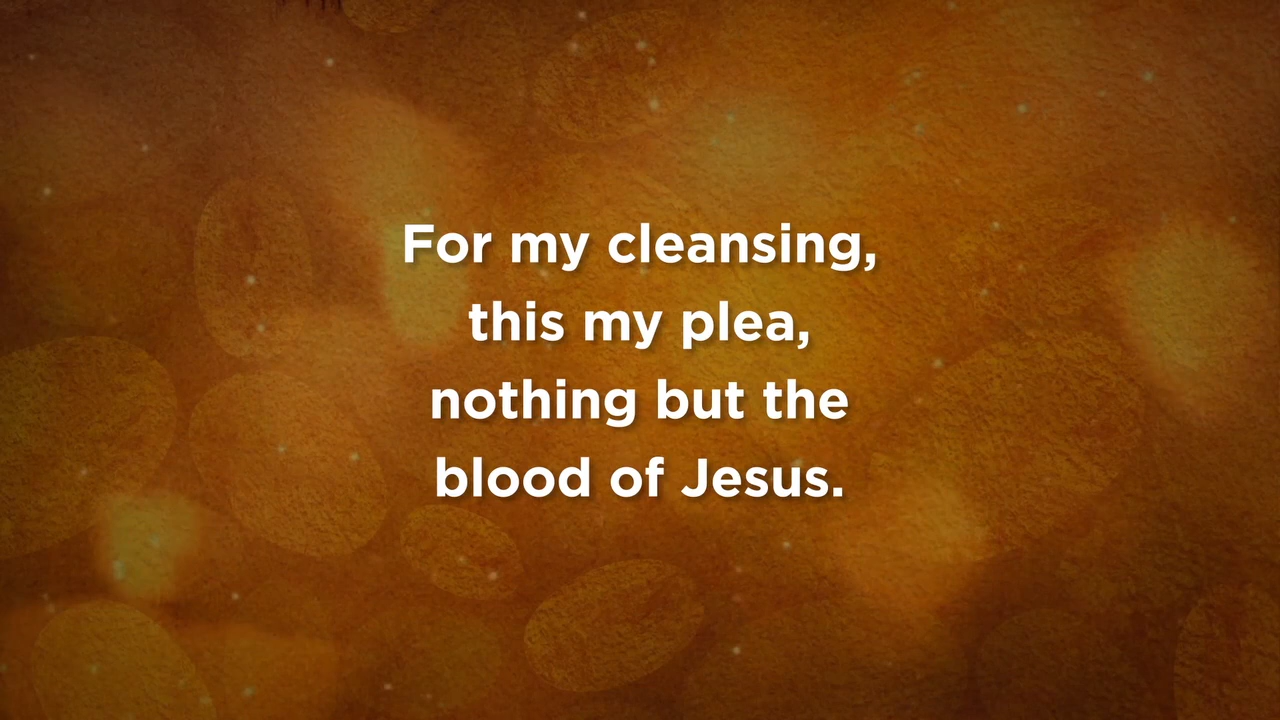 For my cleansing,
this my plea,
nothing but the
blood of Jesus.